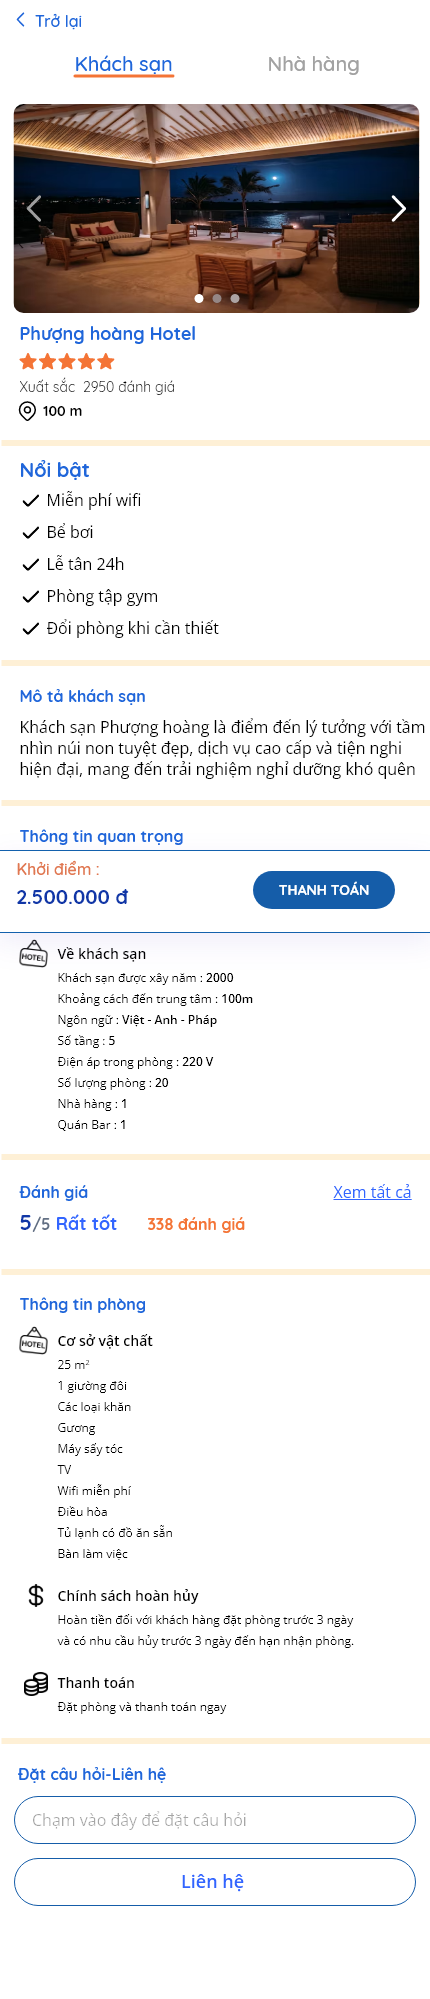 Trở lại
Khách sạn Nhà hàng
Phượng hoàng Hotel
Xuất sắc 2950 đánh giá
100 m
Nổi bật
Miễn phí wifi
Bể bơi
Lễ tân 24h
Phòng tập gym
Đổi phòng khi cần thiết
Mô tả khách sạn
Khách sạn Phượng hoàng là điểm đến lý tưởng với tầm
nhìn núi non tuyệt đẹp, dịch vụ cao cấp và tiện nghi
hiện đại, mang đến trải nghiệm nghỉ dưỡng khó quên
Thông tin quan trọng
Khởi điểm :
2.500.000 đ
THANH TOÁN
HOTEL
Về khách sạn
Khách sạn được xây năm : 2000
Khoảng cách đến trung tâm : 100m
Ngôn ngữ : Việt - Anh - Pháp
Số tầng : 5
Điện áp trong phòng : 220 V
Số lượng phòng : 20
Nhà hàng : 1
Quán Bar : 1
Đánh giá Xem tất cả
5/5 Rất tốt 338 đánh giá
Thông tin phòng
HOTEL
Cơ sở vật chất
25 m²
1 giường đôi
Các loại khăn
Gương
Máy sấy tóc
TV
Wifi miễn phí
Điều hòa
Tủ lạnh có đồ ăn sẵn
Bàn làm việc
Chính sách hoàn hủy
Hoàn tiền đối với khách hàng đặt phòng trước 3 ngày
và có nhu cầu hủy trước 3 ngày đến hạn nhận phòng.
Thanh toán
Đặt phòng và thanh toán ngay
Đặt câu hỏi-Liên hệ
Chạm vào đây để đặt câu hỏi
Liên hệ